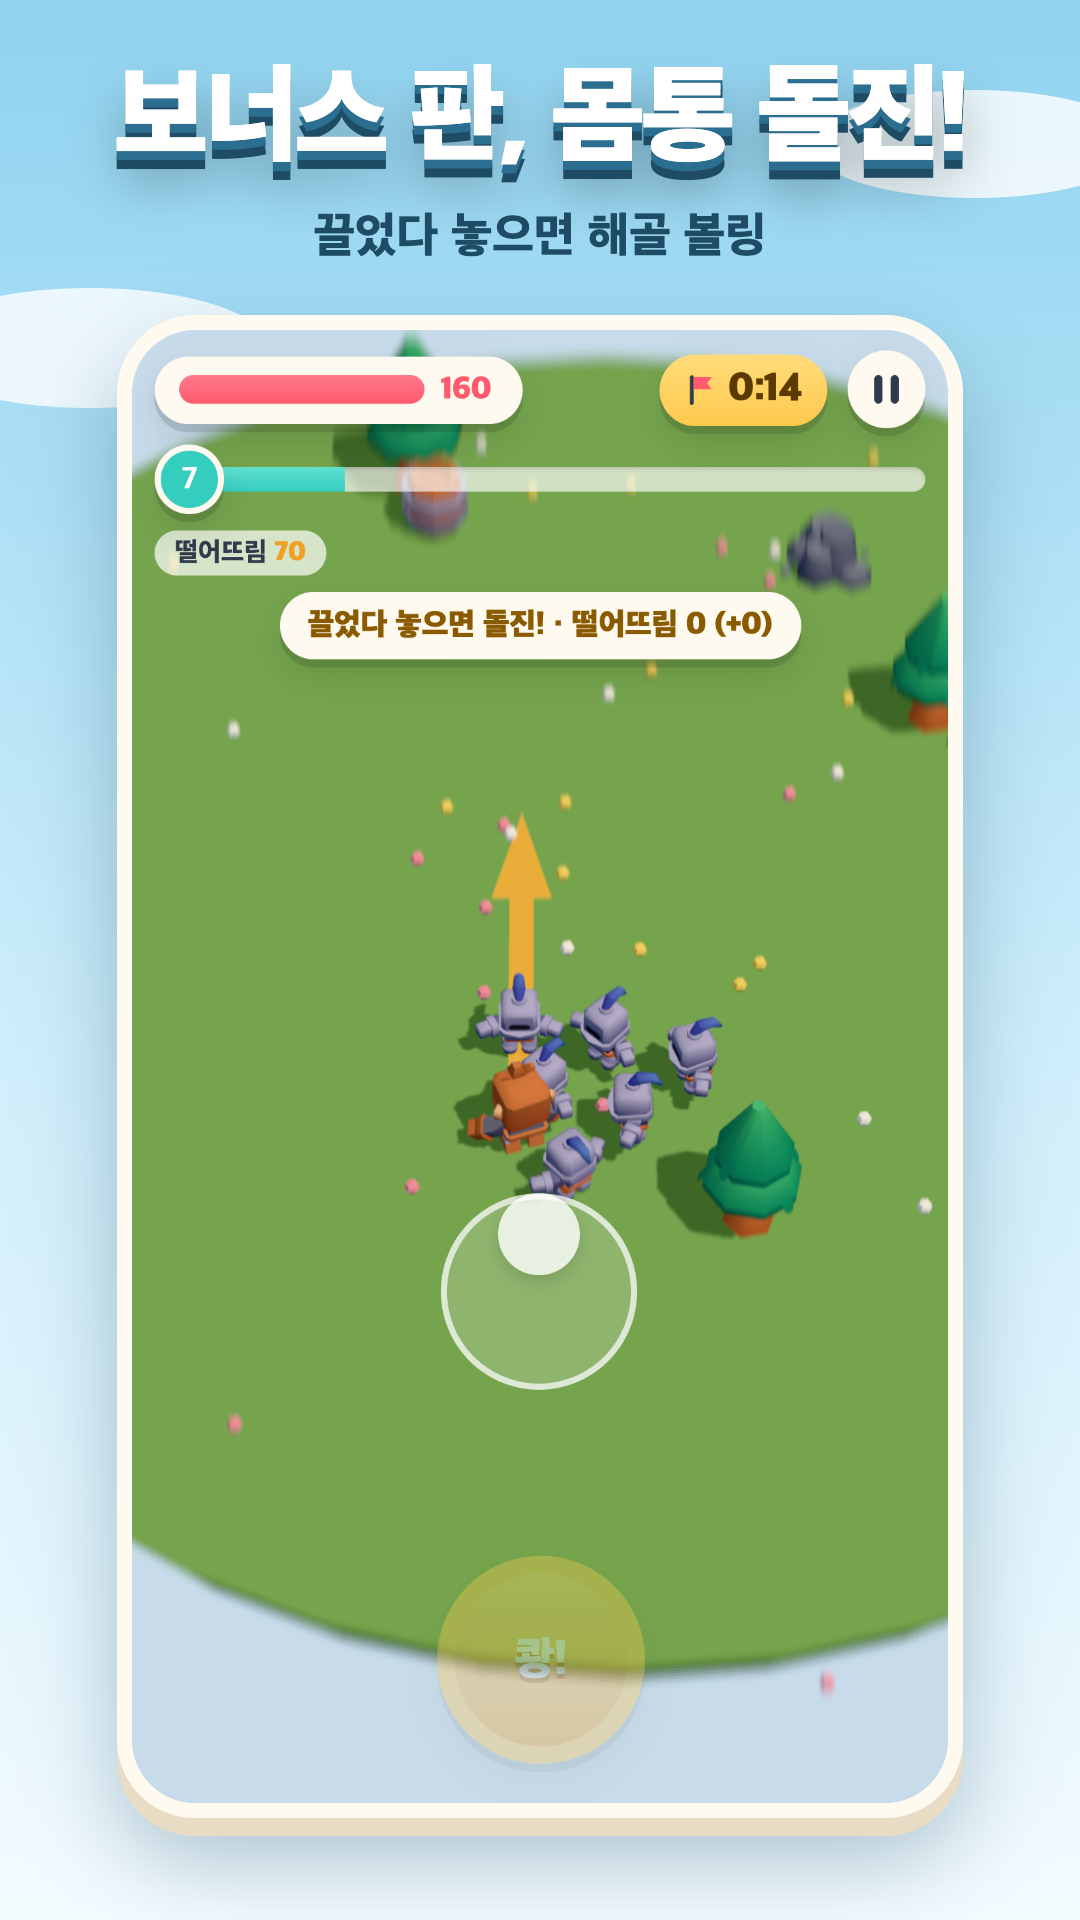 보너스 판, 몸통 돌진!
끌었다 놓으면 해골 볼링
160
0:14
7
떨어뜨림 70
끌었다 놓으면 돌진! · 떨어뜨림 0 (+0)
쾅!